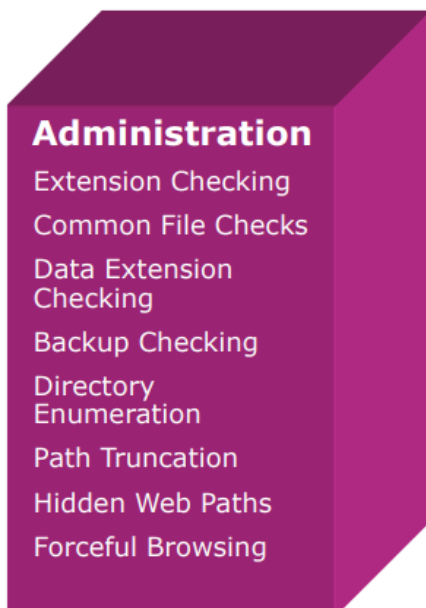 Administration
Extension Checking
Common File Checks
Data Extension
Checking
Backup Checking
Directory
Enumeration
Path Truncation
Hidden Web Paths
Forceful Browsing